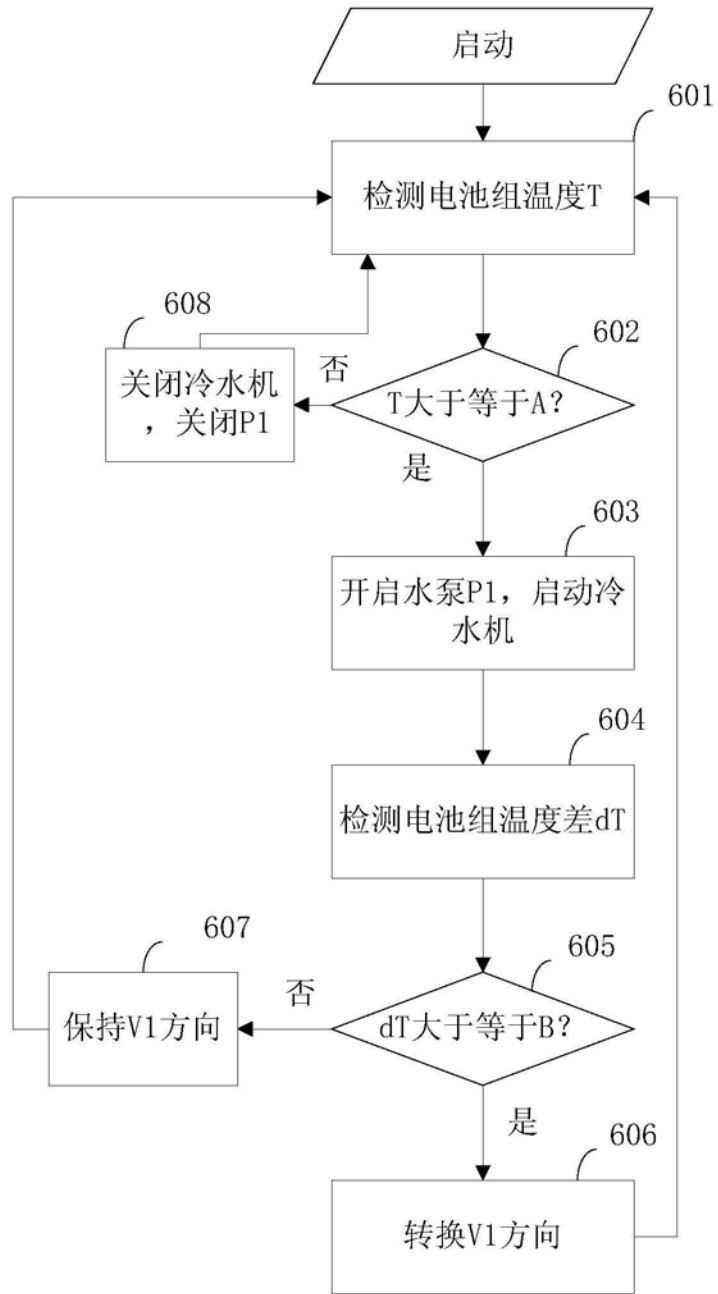 启动
601
检测电池组温度T
608
关闭冷水机
，关闭P1
否
602
T大于等于A？
是
603
开启水泵P1，启动冷
水机
604
检测电池组温度差dT
607
保持V1方向
否
605
dT大于等于B？
是
606
转换V1方向